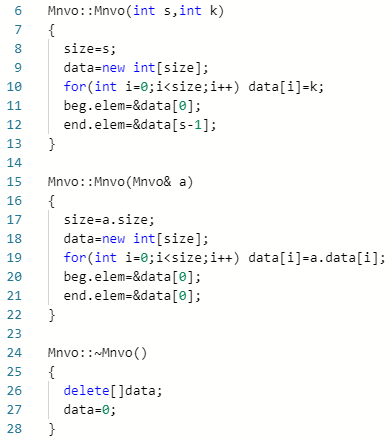 6 Mnvo::Mnvo(int s,int k)
7 {
8 size=s;
9 data=new int[size];
10 for(int i=0;i<size;i++) data[i]=k;
11 beg.elem=&data[0];
12 end.elem=&data[s-1];
13 }
14
15 Mnvo::Mnvo(Mnvo& a)
16 {
17 size=a.size;
18 data=new int[size];
19 for(int i=0;i<size;i++) data[i]=a.data[i];
20 beg.elem=&data[0];
21 end.elem=&data[0];
22 }
23
24 Mnvo::~Mnvo()
25 {
26 delete[]data;
27 data=0;
28 }